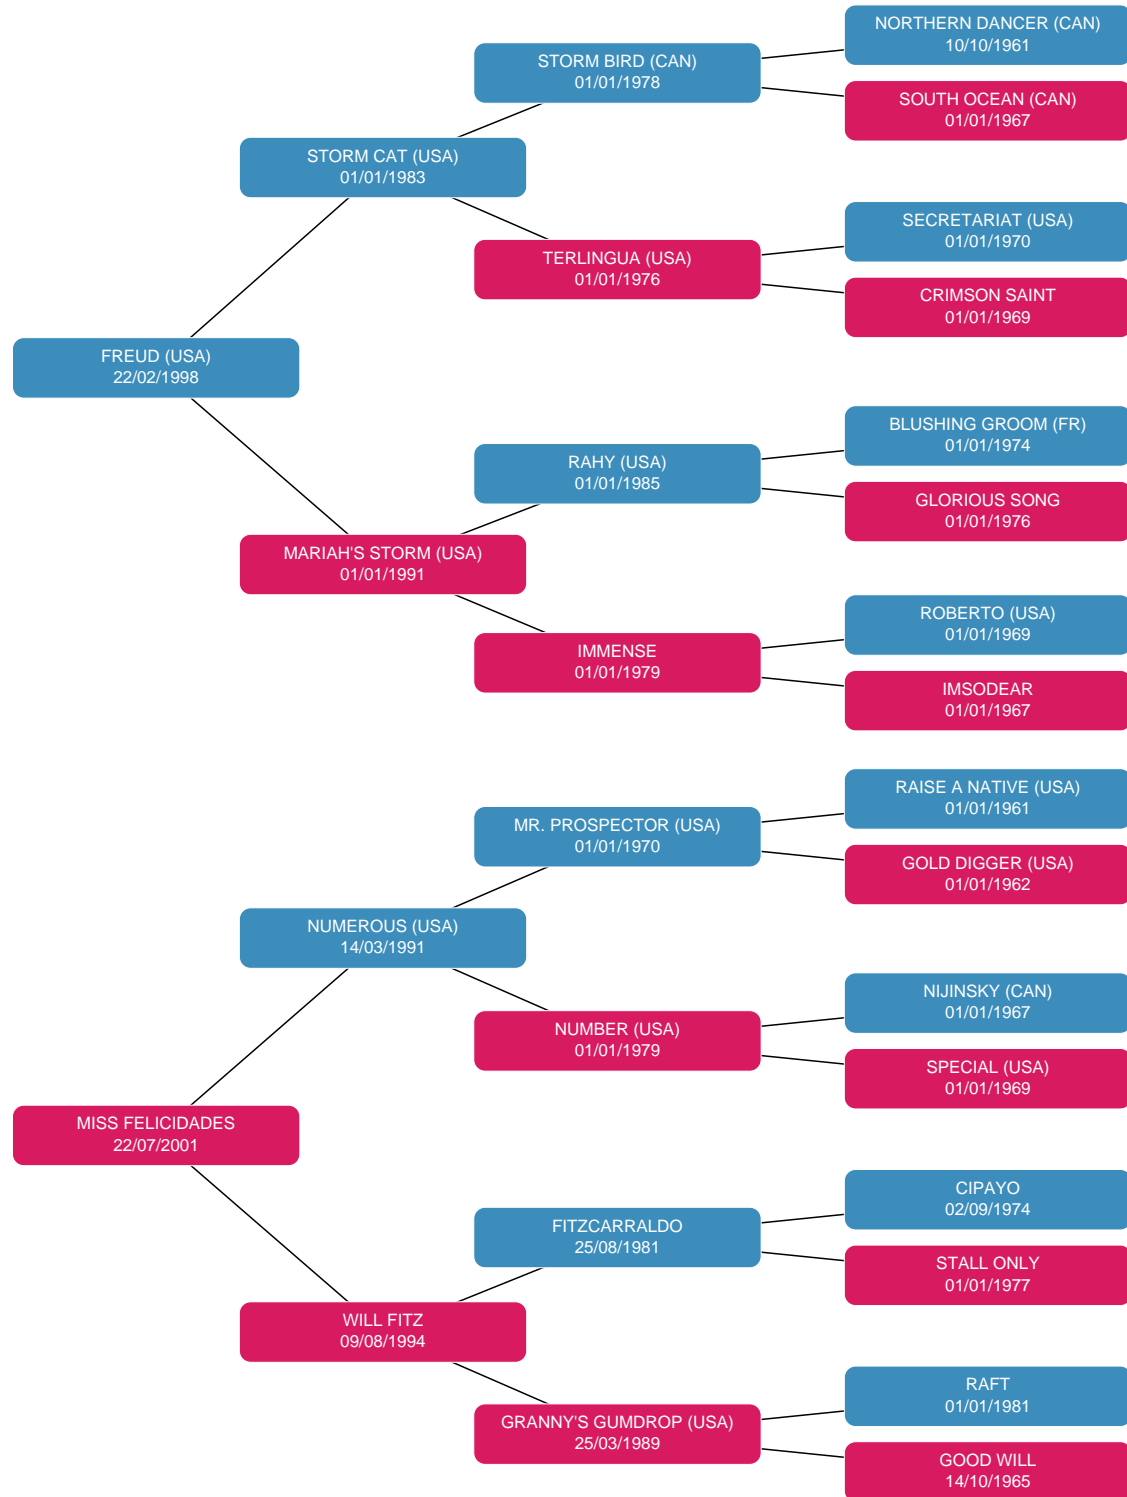 NORTHERN DANCER (CAN)
10/10/1961
STORM BIRD (CAN)
01/01/1978
SOUTH OCEAN (CAN)
01/01/1967
STORM CAT (USA)
01/01/1983
SECRETARIAT (USA)
01/01/1970
TERLINGUA (USA)
01/01/1976
CRIMSON SAINT
01/01/1969
FREUD (USA)
22/02/1998
BLUSHING GROOM (FR)
01/01/1974
RAHY (USA)
01/01/1985
GLORIOUS SONG
01/01/1976
MARIAH'S STORM (USA)
01/01/1991
ROBERTO (USA)
01/01/1969
IMMENSE
01/01/1979
IMSODEAR
01/01/1967
RAISE A NATIVE (USA)
01/01/1961
MR. PROSPECTOR (USA)
01/01/1970
GOLD DIGGER (USA)
01/01/1962
NUMEROUS (USA)
14/03/1991
NIJINSKY (CAN)
01/01/1967
NUMBER (USA)
01/01/1979
SPECIAL (USA)
01/01/1969
MISS FELICIDADES
22/07/2001
CIPAYO
02/09/1974
FITZCARRALDO
25/08/1981
STALL ONLY
01/01/1977
WILL FITZ
09/08/1994
RAFT
01/01/1981
GRANNY'S GUMDROP (USA)
25/03/1989
GOOD WILL
14/10/1965